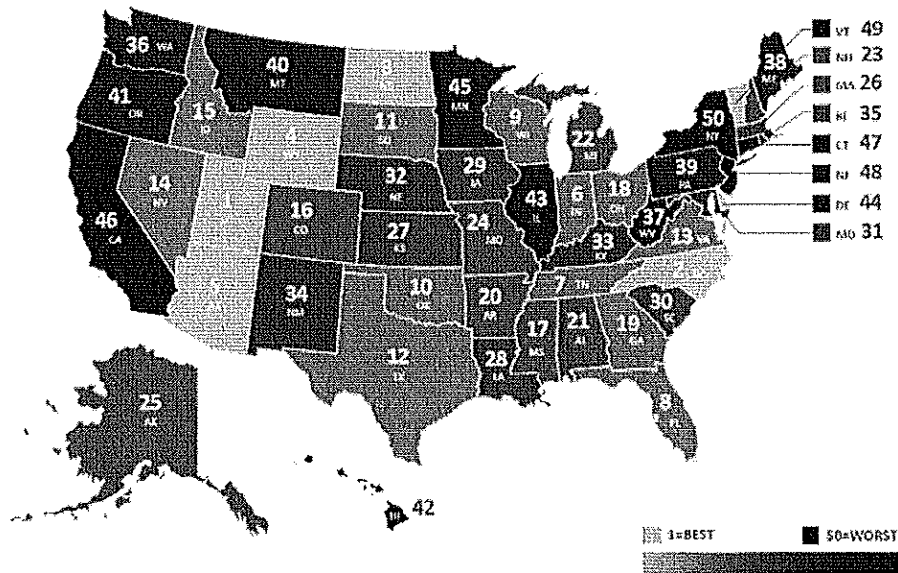 VT 49
NH 23
MA 26
RI 35
CT 47
NJ 48
DE 44
MD 31
36 WA
40
MT
45
MN
38
ME
41
OR
15
ID
4
11
SD
9
WI
22
MI
50
NY
14
NV
1
32
NE
29
IA
39
PA
46
CA
16
CO
27
KS
24
MO
43
IL
6
IN
18
OH
37
WV
13 VA
33
KY
2
34
NM
10
OK
20
AR
7 TN
30
SC
12
TX
28
LA
17
MS
21
AL
19
GA
8
FL
25
AK
HI 42
1=BEST
50=WORST